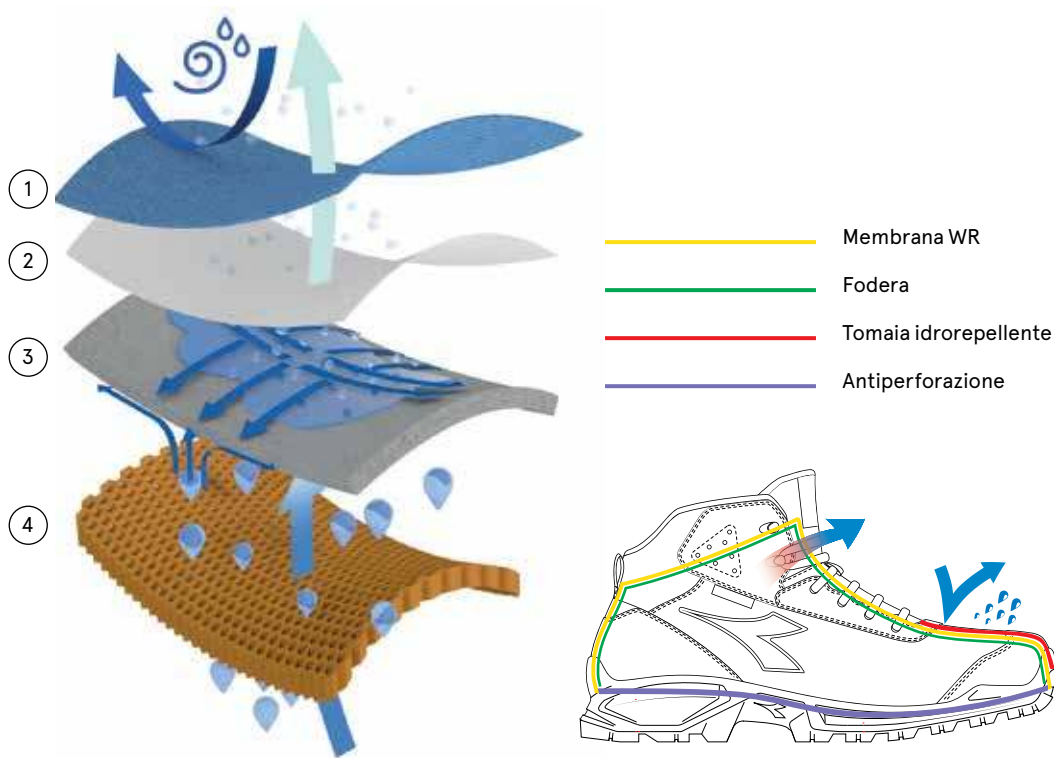 1
2
3
4
Membrana WR
Fodera
Tomaia idrorepellente
Antiperforazione